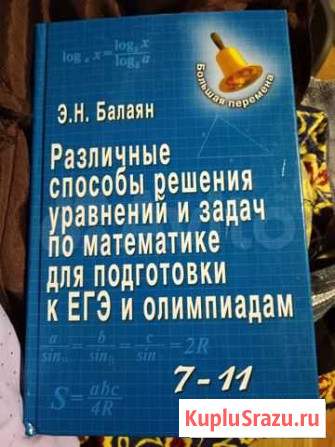 log_a x = log_b x / log_b a
Большая перемена
Э.Н. Балаян
Различные
способы решения
уравнений и задач
по математике
для подготовки
к ЕГЭ и олимпиадам
a/sinα = b/sinβ = c/sinγ = 2R
7-11
S = abc/4R
KupluSrazu.ru